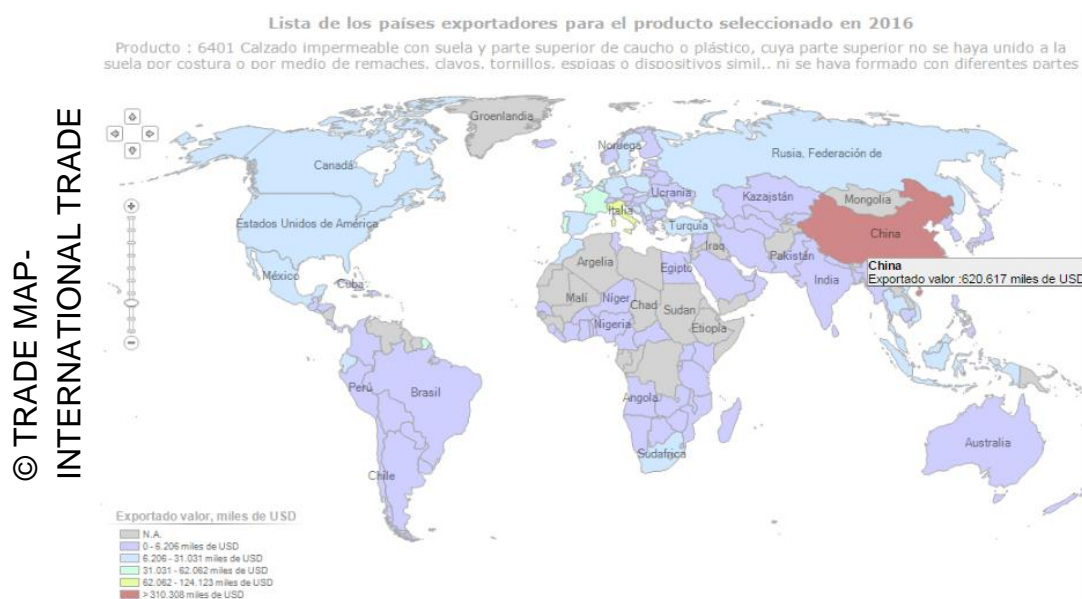 Lista de los países exportadores para el producto seleccionado en 2016
Producto : 6401 Calzado impermeable con suela y parte superior de caucho o plástico, cuya parte superior no se haya unido a la
suela por costura o por medio de remaches, clavos, tornillos, espigas o dispositivos simil., ni se haya formado con diferentes partes
© TRADE MAP-
INTERNATIONAL TRADE
Groenlandia
Noruega
Rusia, Federación de
Canadá
Ucrania
Kazajstán
Mongolia
Estados Unidos de América
Italia
Turquía
China
México
Cuba
Argelia
Iraq
Pakistán
Egipto
India
China
Exportado valor :620.617 miles de USD
Malí
Níger
Chad
Sudan
Nigeria
Etiopía
Perú
Brasil
Angola
Australia
Chile
Sudáfrica
Exportado valor, miles de USD
N.A.
0 - 6.206 miles de USD
6.206 - 31.031 miles de USD
31.031 - 62.062 miles de USD
62.062 - 124.123 miles de USD
> 310.308 miles de USD